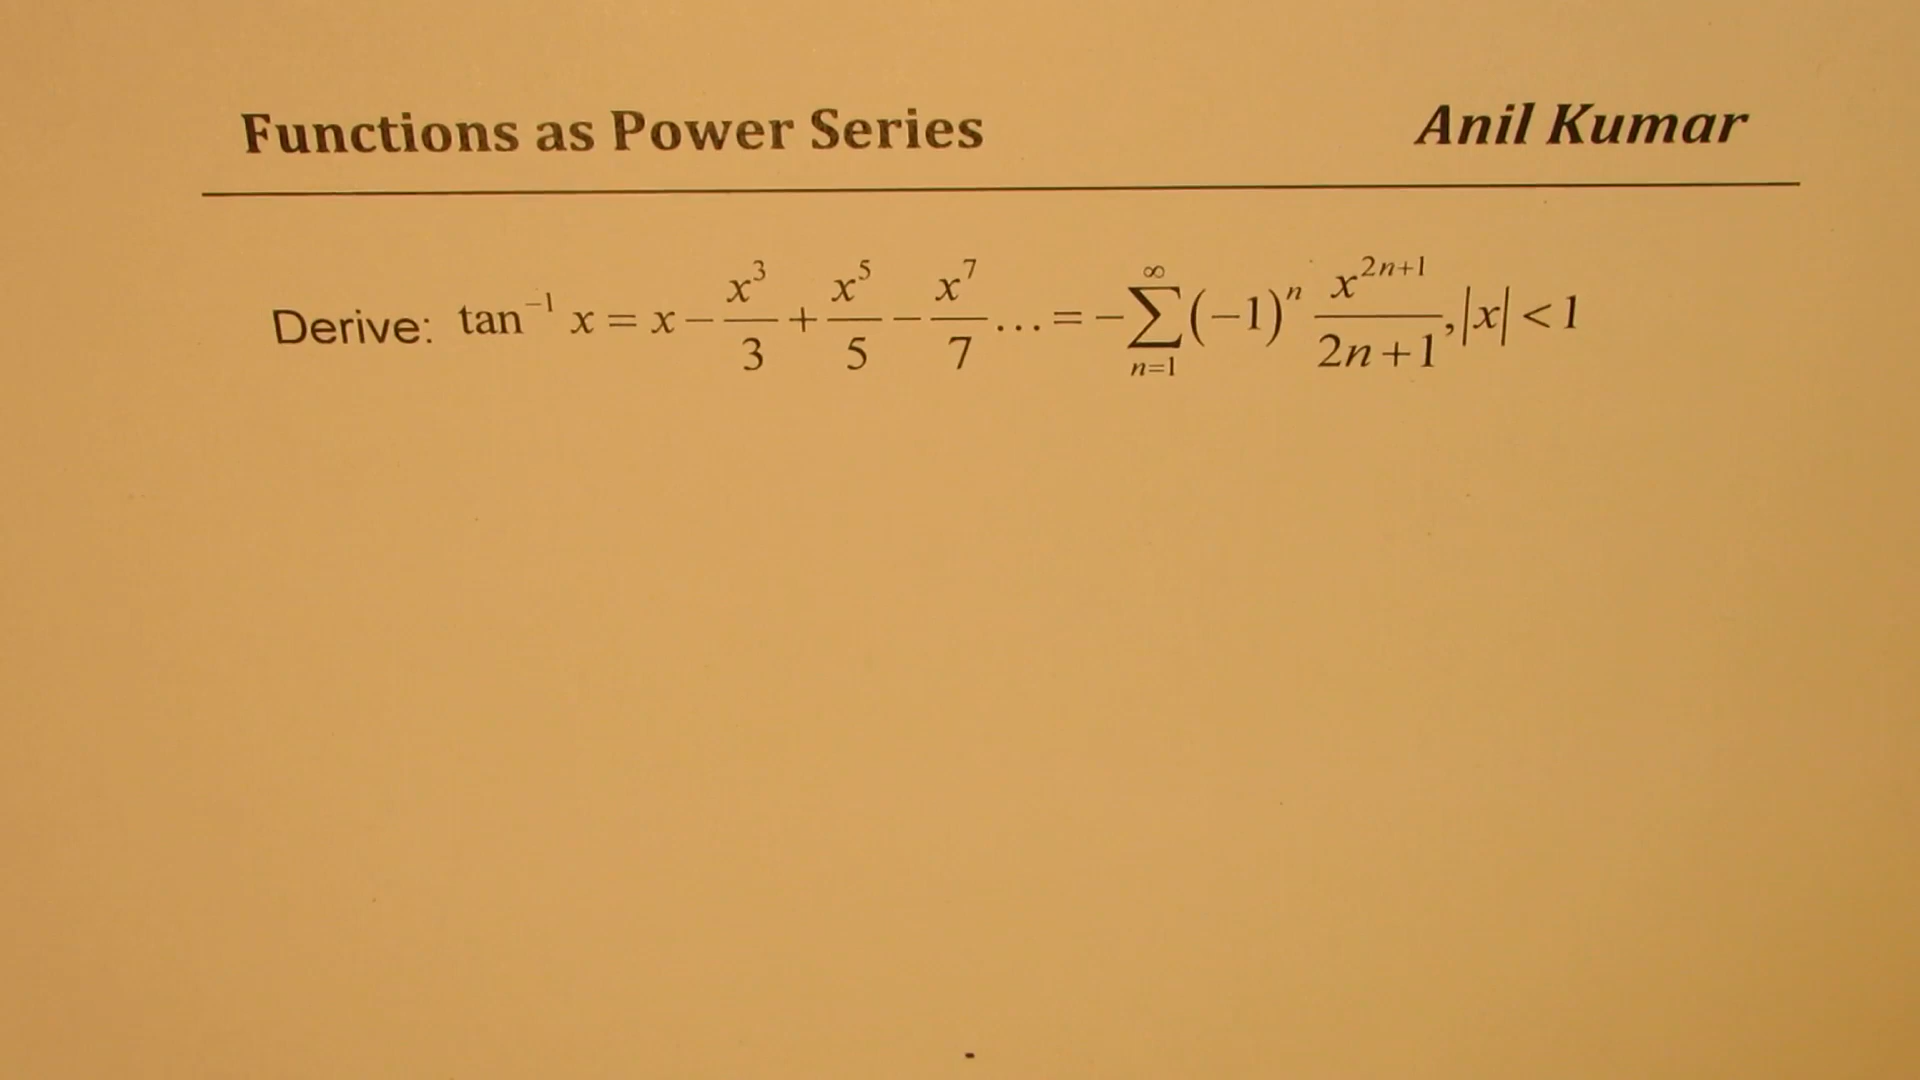 Functions as Power Series Anil Kumar
Derive: tan⁻¹ x = x − x³/3 + x⁵/5 − x⁷/7 ... = −∑_{n=1}^{∞} (−1)ⁿ x^{2n+1}/(2n+1), |x| < 1